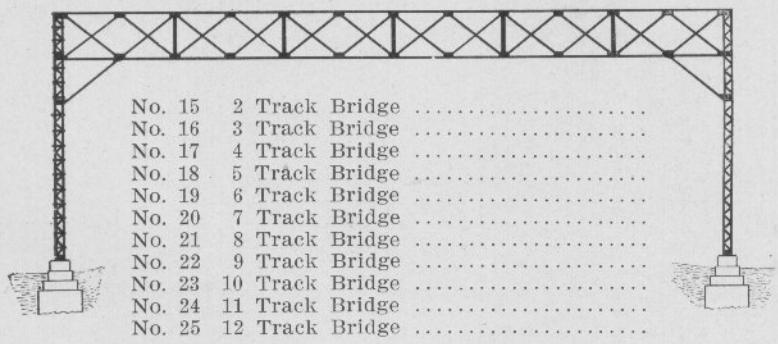 No. 15 2 Track Bridge ......................
No. 16 3 Track Bridge ......................
No. 17 4 Track Bridge ......................
No. 18 5 Track Bridge ......................
No. 19 6 Track Bridge ......................
No. 20 7 Track Bridge ......................
No. 21 8 Track Bridge ......................
No. 22 9 Track Bridge ......................
No. 23 10 Track Bridge ......................
No. 24 11 Track Bridge ......................
No. 25 12 Track Bridge ......................